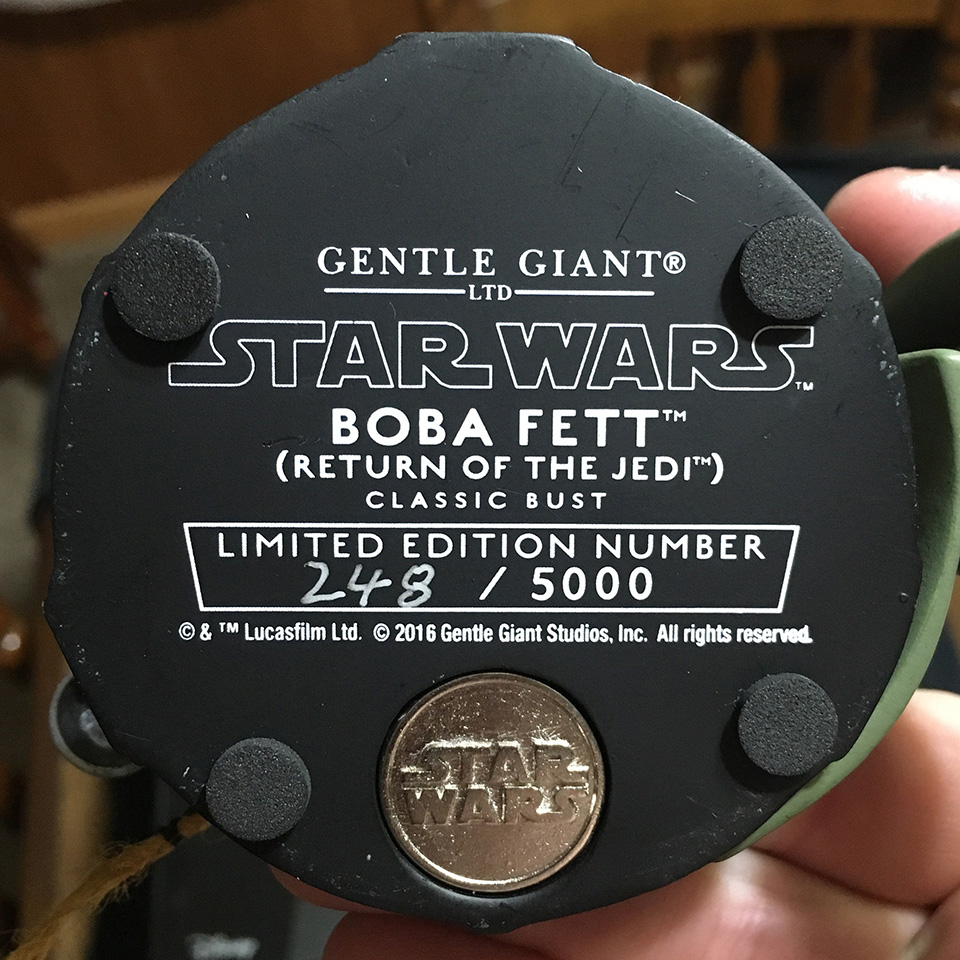 GENTLE GIANT®
LTD
STAR WARS™
BOBA FETT™
(RETURN OF THE JEDI™)
CLASSIC BUST
LIMITED EDITION NUMBER
248 / 5000
© & ™ Lucasfilm Ltd. © 2016 Gentle Giant Studios, Inc. All rights reserved.
STAR
WARS